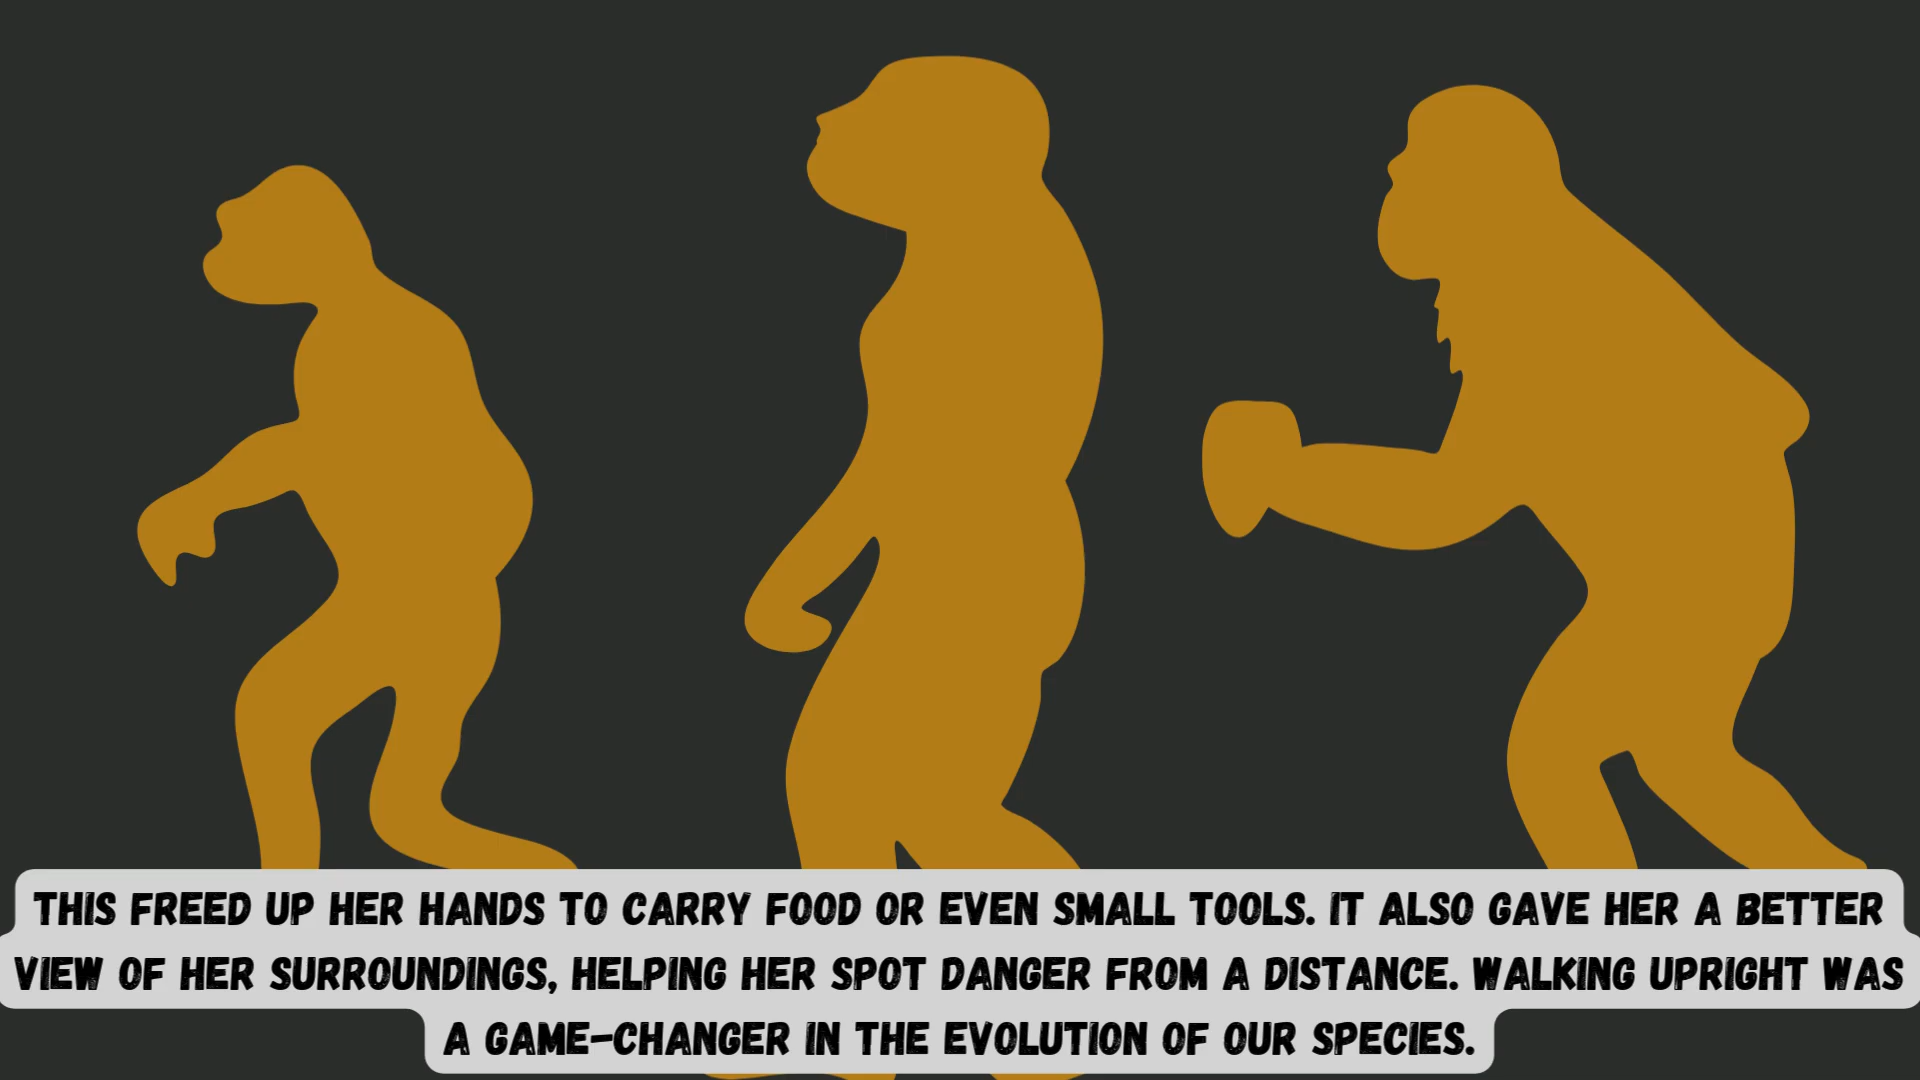 THIS FREED UP HER HANDS TO CARRY FOOD OR EVEN SMALL TOOLS. IT ALSO GAVE HER A BETTER
VIEW OF HER SURROUNDINGS, HELPING HER SPOT DANGER FROM A DISTANCE. WALKING UPRIGHT WAS
A GAME-CHANGER IN THE EVOLUTION OF OUR SPECIES.